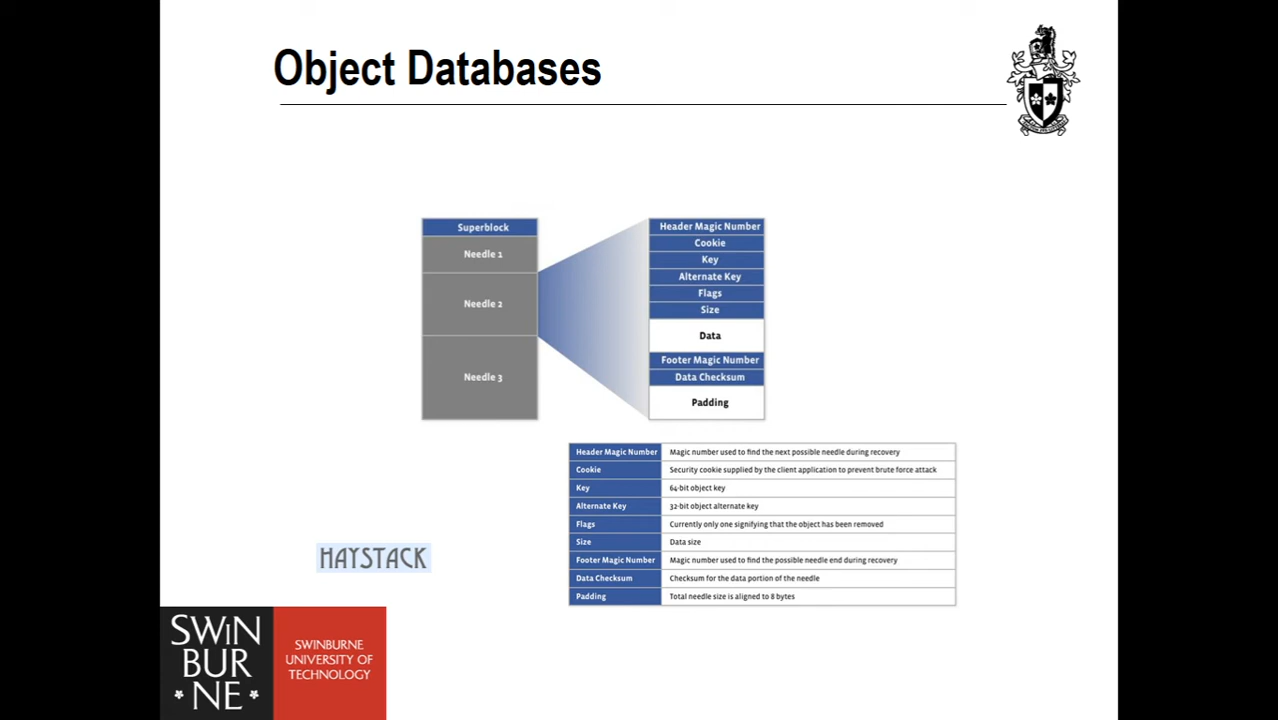 Object Databases
Superblock
Needle 1
Needle 2
Needle 3
Header Magic Number
Cookie
Key
Alternate Key
Flags
Size
Data
Footer Magic Number
Data Checksum
Padding
Header Magic Number Magic number used to find the next possible needle during recovery
Cookie Security cookie supplied by the client application to prevent brute force attack
Key 64-bit object key
Alternate Key 32-bit object alternate key
Flags Currently only one signifying that the object has been removed
Size Data size
Footer Magic Number Magic number used to find the possible needle end during recovery
Data Checksum Checksum for the data portion of the needle
Padding Total needle size is aligned to 8 bytes
HAYSTACK
SWIN
BUR
NE
SWINBURNE
UNIVERSITY OF
TECHNOLOGY